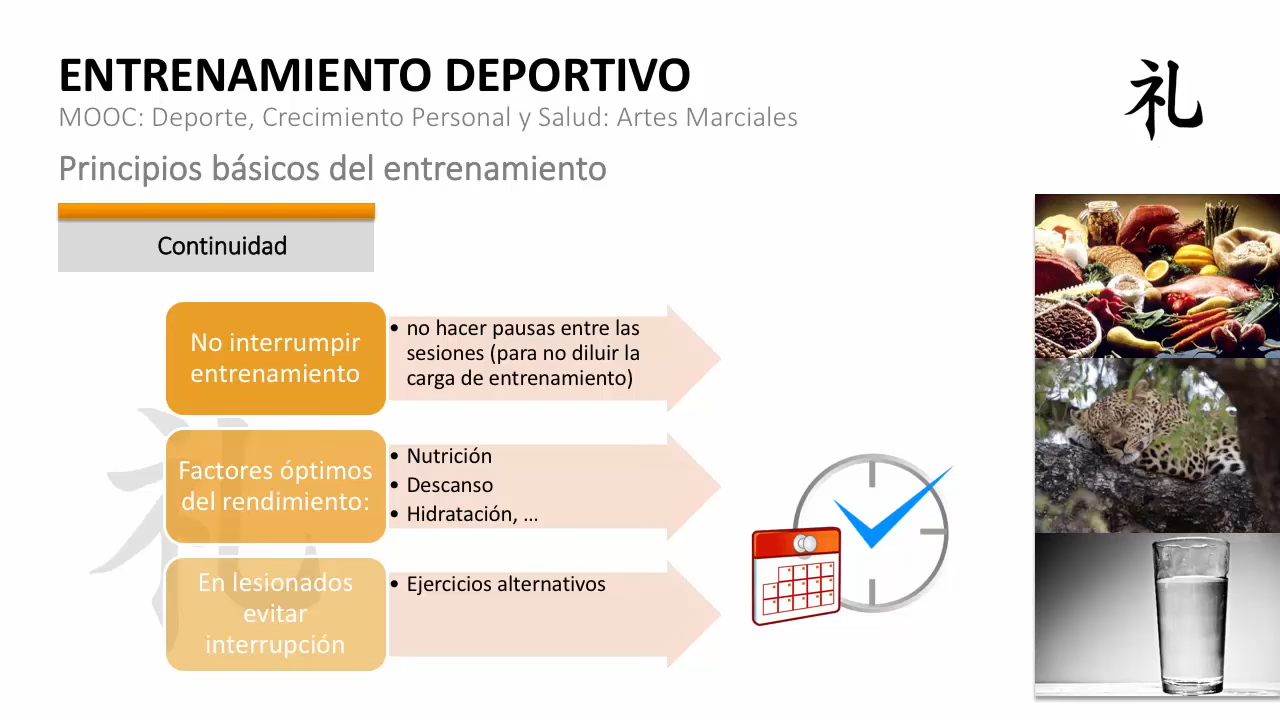 ENTRENAMIENTO DEPORTIVO
礼
MOOC: Deporte, Crecimiento Personal y Salud: Artes Marciales
Principios básicos del entrenamiento
Continuidad
No interrumpir
entrenamiento
• no hacer pausas entre las
sesiones (para no diluir la
carga de entrenamiento)
Factores óptimos
del rendimiento:
• Nutrición
• Descanso
• Hidratación, ...
En lesionados
evitar
interrupción
• Ejercicios alternativos
礼